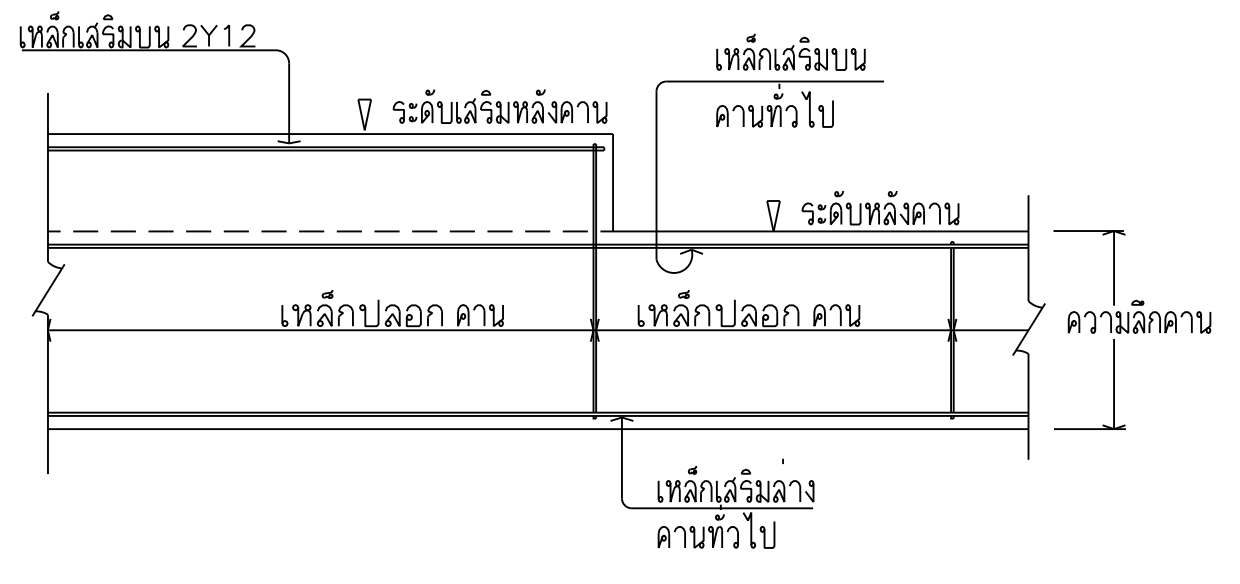 เหล็กเสริมบน 2Y12
เหล็กเสริมบน
คานทั่วไป
ระดับเสริมหลังคาน
ระดับหลังคาน
เหล็กปลอก คาน
เหล็กปลอก คาน
ความลึกคาน
เหล็กเสริมล่าง
คานทั่วไป